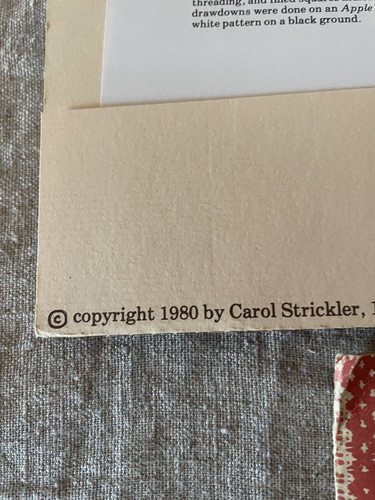 threading, and filled squares
drawdowns were done on an Apple
white pattern on a black ground.
© copyright 1980 by Carol Strickler,